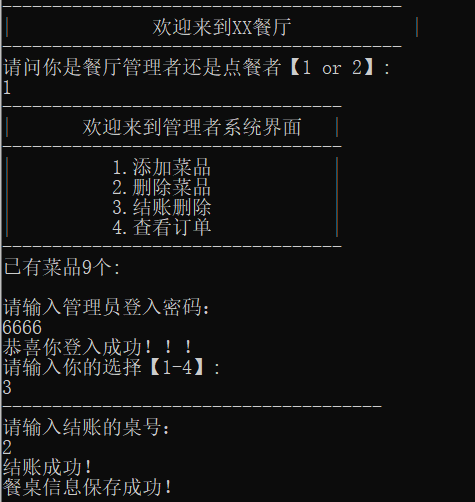 ----------------------------------------
|              欢迎来到XX餐厅            |
----------------------------------------
请问你是餐厅管理者还是点餐者【1 or 2】:
1
----------------------------------
|       欢迎来到管理者系统界面   |
----------------------------------
|          1.添加菜品            |
|          2.删除菜品            |
|          3.结账删除            |
|          4.查看订单            |
----------------------------------
已有菜品9个:
请输入管理员登入密码:
6666
恭喜你登入成功!!!
请输入你的选择【1-4】:
3
--------------------------------------
请输入结账的桌号:
2
结账成功!
餐桌信息保存成功!